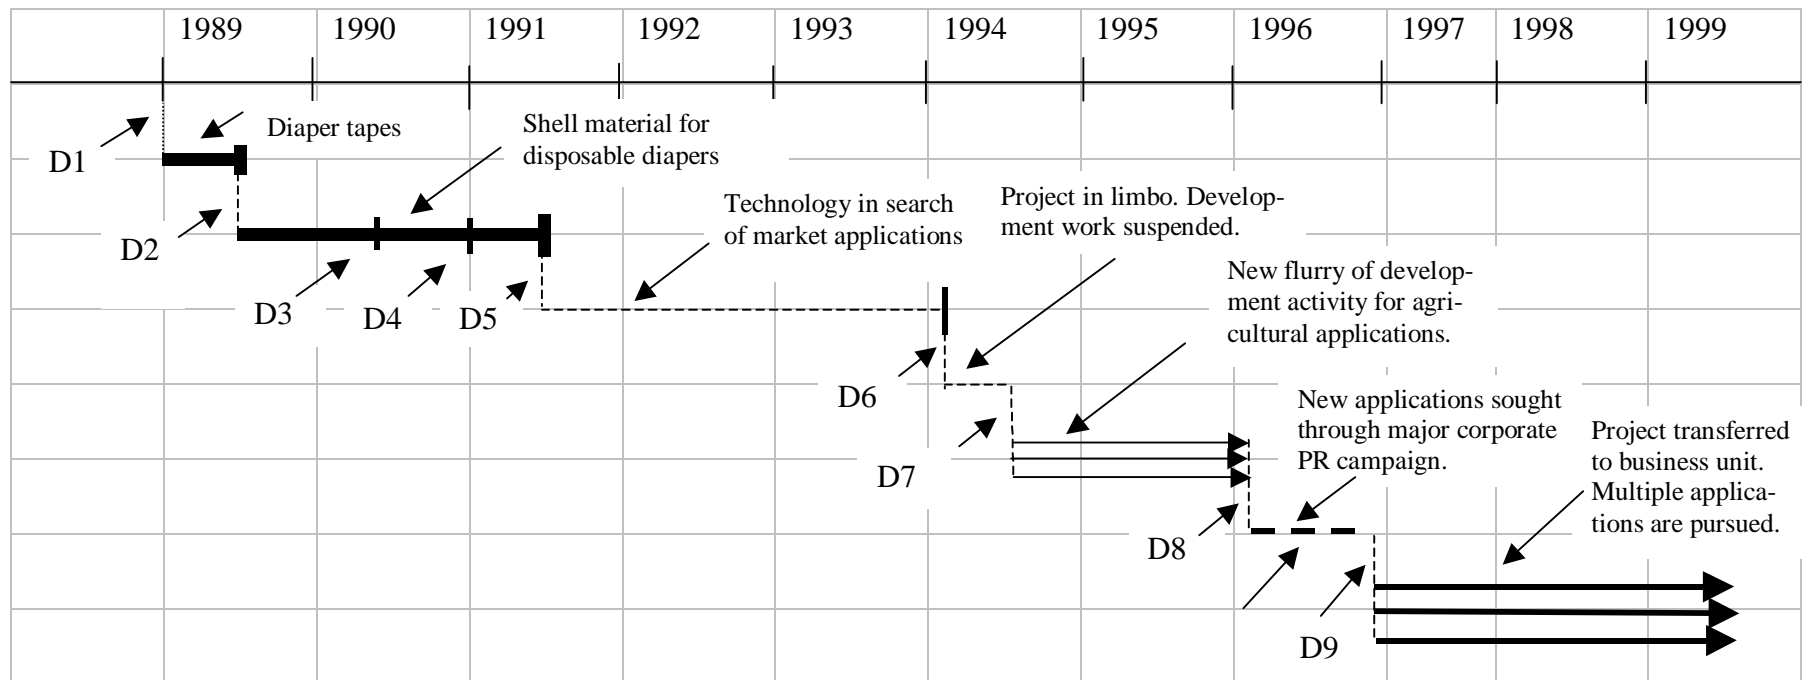 1989 1990 1991 1992 1993 1994 1995 1996 1997 1998 1999
Diaper tapes
D1
Shell material for
disposable diapers
D2
D3
D4
D5
Technology in search
of market applications
Project in limbo. Develop-
ment work suspended.
D6
New flurry of develop-
ment activity for agri-
cultural applications.
D7
New applications sought
through major corporate
PR campaign.
D8
Project transferred
to business unit.
Multiple applica-
tions are pursued.
D9